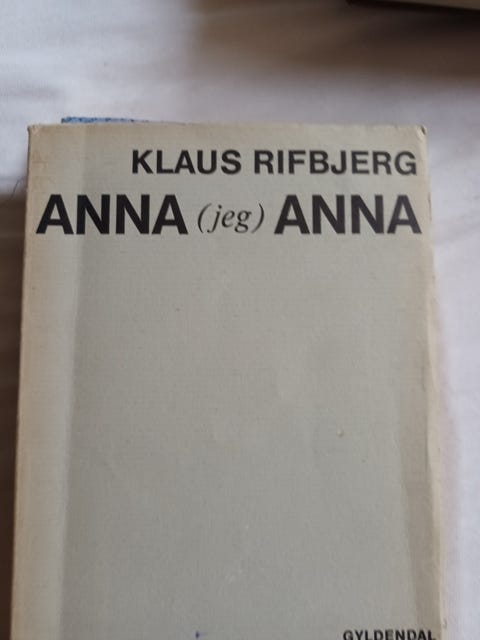 KLAUS RIFBJERG
ANNA (jeg) ANNA
GYLDENDAL